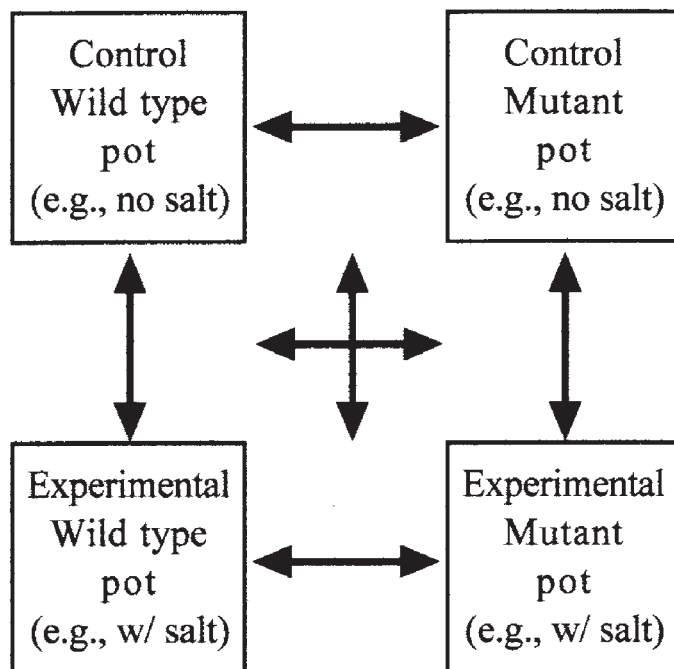 Control
Wild type
pot
(e.g., no salt)
Control
Mutant
pot
(e.g., no salt)
Experimental
Wild type
pot
(e.g., w/ salt)
Experimental
Mutant
pot
(e.g., w/ salt)